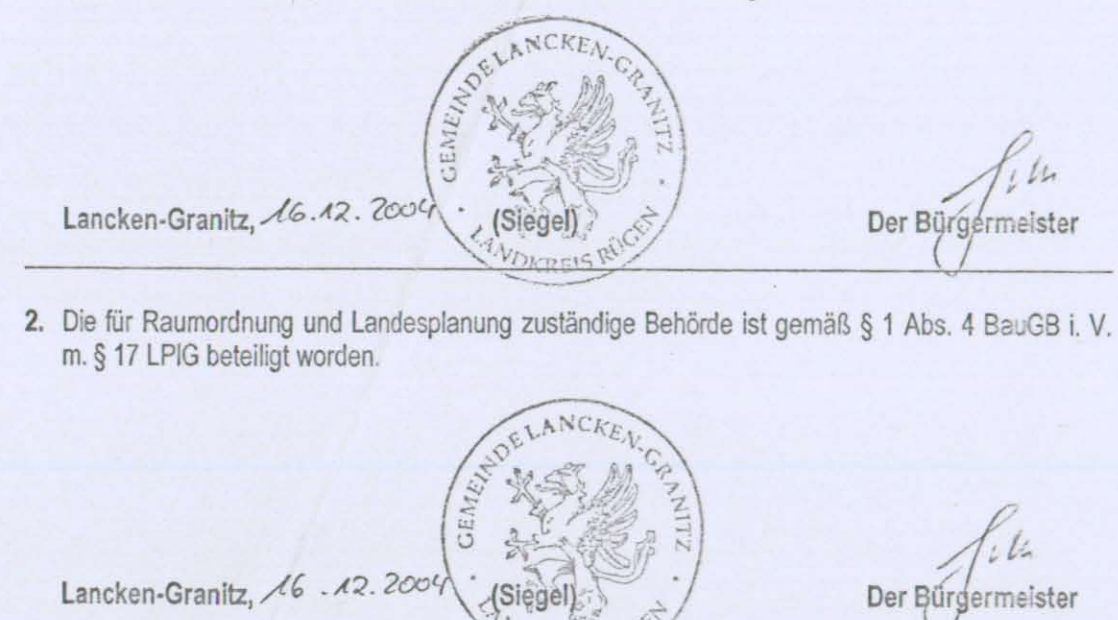 GEMEINDE LANCKEN-GRANITZ
LANDKREIS RÜGEN
Lancken-Granitz, 16.12.2004 (Siegel) Der Bürgermeister
2. Die für Raumordnung und Landesplanung zuständige Behörde ist gemäß § 1 Abs. 4 BauGB i. V.
m. § 17 LPlG beteiligt worden.
GEMEINDE LANCKEN-GRANITZ
Lancken-Granitz, 16.12.2004 (Siegel) Der Bürgermeister